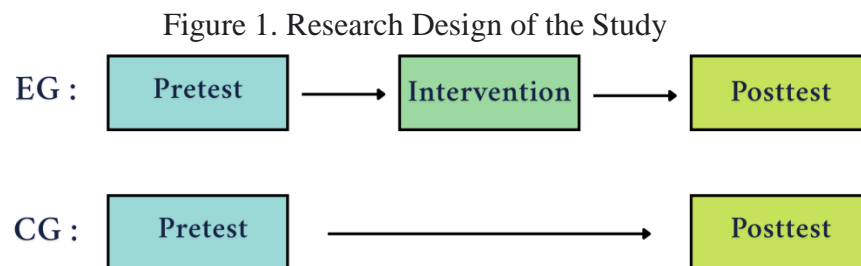 Figure 1. Research Design of the Study
EG : Pretest Intervention Posttest
CG : Pretest Posttest